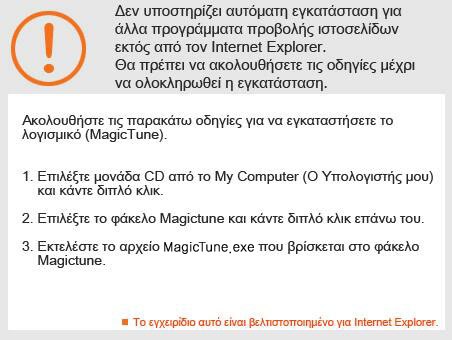 Δεν υποστηρίζει αυτόματη εγκατάσταση για
άλλα προγράμματα προβολής ιστοσελίδων
εκτός από τον Internet Explorer.
Θα πρέπει να ακολουθήσετε τις οδηγίες μέχρι
να ολοκληρωθεί η εγκατάσταση.
Ακολουθήστε τις παρακάτω οδηγίες για να εγκαταστήσετε το
λογισμικό (MagicTune).
1. Επιλέξτε μονάδα CD από το My Computer (Ο Υπολογιστής μου)
και κάντε διπλό κλικ.
2. Επιλέξτε το φάκελο Magictune και κάντε διπλό κλικ επάνω του.
3. Εκτελέστε το αρχείο MagicTune.exe που βρίσκεται στο φάκελο
Magictune.
Το εγχειρίδιο αυτό είναι βελτιστοποιημένο για Internet Explorer.